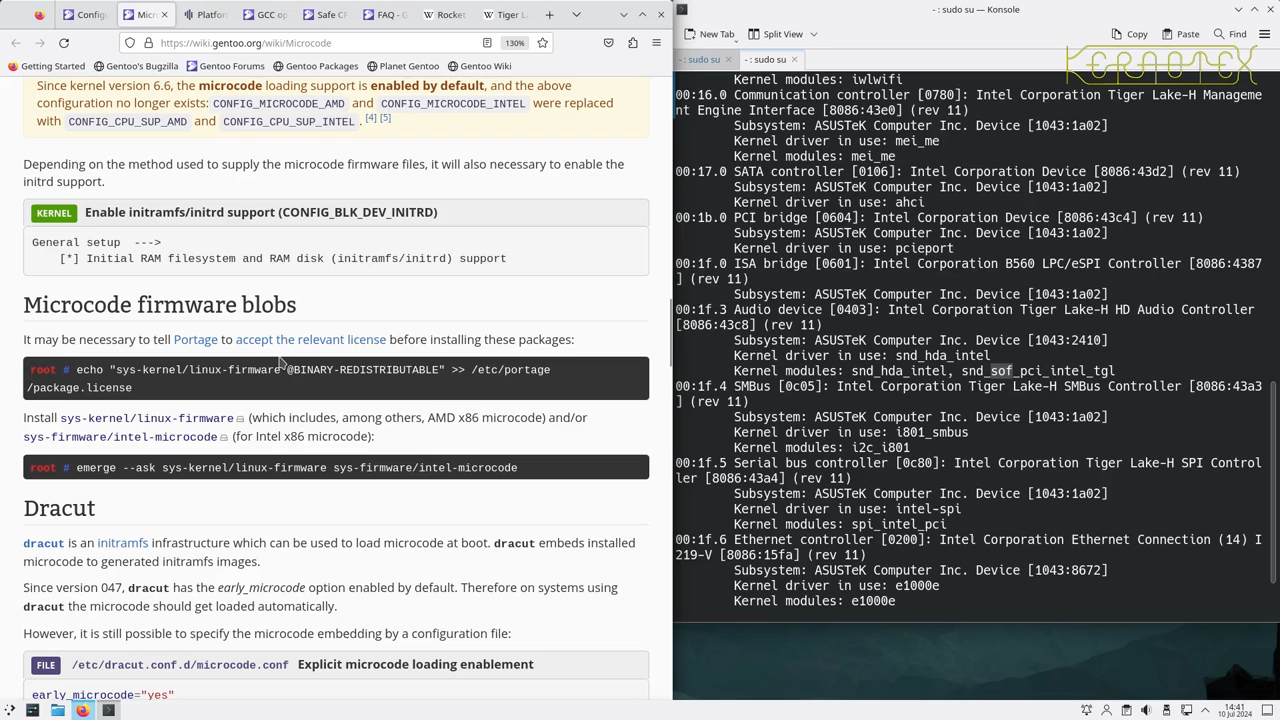 Config
Micr
Platfor
GCC op
Safe CF
FAQ - G
Rocket
Tiger L
https://wiki.gentoo.org/wiki/Microcode
130%
Getting Started
Gentoo's Bugzilla
Gentoo Forums
Gentoo Packages
Planet Gentoo
Gentoo Wiki
Since kernel version 6.6, the microcode loading support is enabled by default, and the above
configuration no longer exists: CONFIG_MICROCODE_AMD and CONFIG_MICROCODE_INTEL were replaced
with CONFIG_CPU_SUP_AMD and CONFIG_CPU_SUP_INTEL. [4] [5]
Depending on the method used to supply the microcode firmware files, it will also necessary to enable the
initrd support.
KERNEL Enable initramfs/initrd support (CONFIG_BLK_DEV_INITRD)
General setup --->
[*] Initial RAM filesystem and RAM disk (initramfs/initrd) support
Microcode firmware blobs
It may be necessary to tell Portage to accept the relevant license before installing these packages:
root # echo "sys-kernel/linux-firmware @BINARY-REDISTRIBUTABLE" >> /etc/portage
/package.license
Install sys-kernel/linux-firmware (which includes, among others, AMD x86 microcode) and/or
sys-firmware/intel-microcode (for Intel x86 microcode):
root # emerge --ask sys-kernel/linux-firmware sys-firmware/intel-microcode
Dracut
dracut is an initramfs infrastructure which can be used to load microcode at boot. dracut embeds installed
microcode to generated initramfs images.
Since version 047, dracut has the early_microcode option enabled by default. Therefore on systems using
dracut the microcode should get loaded automatically.
However, it is still possible to specify the microcode embedding by a configuration file:
FILE /etc/dracut.conf.d/microcode.conf Explicit microcode loading enablement
early_microcode="yes"
- : sudo su — Konsole
New Tab
Split View
Copy
Paste
Find
- : sudo su
- : sudo su
KERNOTEX
Kernel modules: iwlwifi
00:16.0 Communication controller [0780]: Intel Corporation Tiger Lake-H Manageme
nt Engine Interface [8086:43e0] (rev 11)
Subsystem: ASUSTeK Computer Inc. Device [1043:1a02]
Kernel driver in use: mei_me
Kernel modules: mei_me
00:17.0 SATA controller [0106]: Intel Corporation Device [8086:43d2] (rev 11)
Subsystem: ASUSTeK Computer Inc. Device [1043:1a02]
Kernel driver in use: ahci
00:1b.0 PCI bridge [0604]: Intel Corporation Device [8086:43c4] (rev 11)
Subsystem: ASUSTeK Computer Inc. Device [1043:1a02]
Kernel driver in use: pcieport
00:1f.0 ISA bridge [0601]: Intel Corporation B560 LPC/eSPI Controller [8086:4387
] (rev 11)
Subsystem: ASUSTeK Computer Inc. Device [1043:1a02]
00:1f.3 Audio device [0403]: Intel Corporation Tiger Lake-H HD Audio Controller
[8086:43c8] (rev 11)
Subsystem: ASUSTeK Computer Inc. Device [1043:2410]
Kernel driver in use: snd_hda_intel
Kernel modules: snd_hda_intel, snd_sof_pci_intel_tgl
00:1f.4 SMBus [0c05]: Intel Corporation Tiger Lake-H SMBus Controller [8086:43a3
] (rev 11)
Subsystem: ASUSTeK Computer Inc. Device [1043:1a02]
Kernel driver in use: i801_smbus
Kernel modules: i2c_i801
00:1f.5 Serial bus controller [0c80]: Intel Corporation Tiger Lake-H SPI Control
ler [8086:43a4] (rev 11)
Subsystem: ASUSTeK Computer Inc. Device [1043:1a02]
Kernel driver in use: intel-spi
Kernel modules: spi_intel_pci
00:1f.6 Ethernet controller [0200]: Intel Corporation Ethernet Connection (14) I
219-V [8086:15fa] (rev 11)
Subsystem: ASUSTeK Computer Inc. Device [1043:8672]
Kernel driver in use: e1000e
Kernel modules: e1000e
14:41
10 Jul 2024